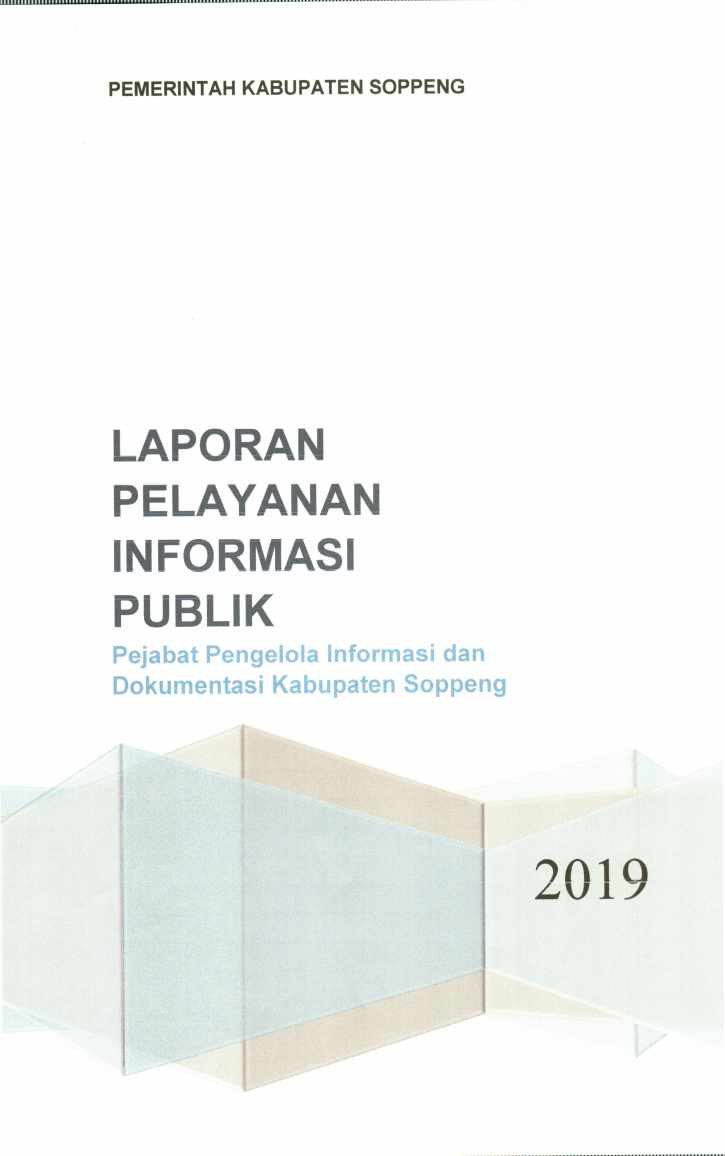 PEMERINTAH KABUPATEN SOPPENG
LAPORAN
PELAYANAN
INFORMASI
PUBLIK
Pejabat Pengelola Informasi dan
Dokumentasi Kabupaten Soppeng
2019